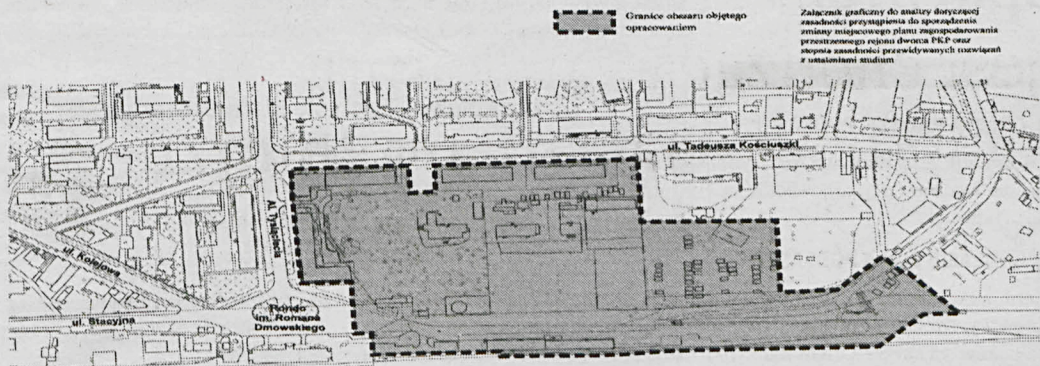 Granice obszaru objętego
opracowaniem
Załącznik graficzny do analizy dotyczącej
zasadności przystąpienia do sporządzenia
zmiany miejscowego planu zagospodarowania
przestrzennego rejonu dworca PKP oraz
stopnia zasadności przewidywanych rozwiązań
z ustaleniami studium
ul. Tadeusza Kościuszki
Al. Tysiąclecia
ul. Kolejowa
ul. Stacyjna
Rondo
im. Romana
Dmowskiego